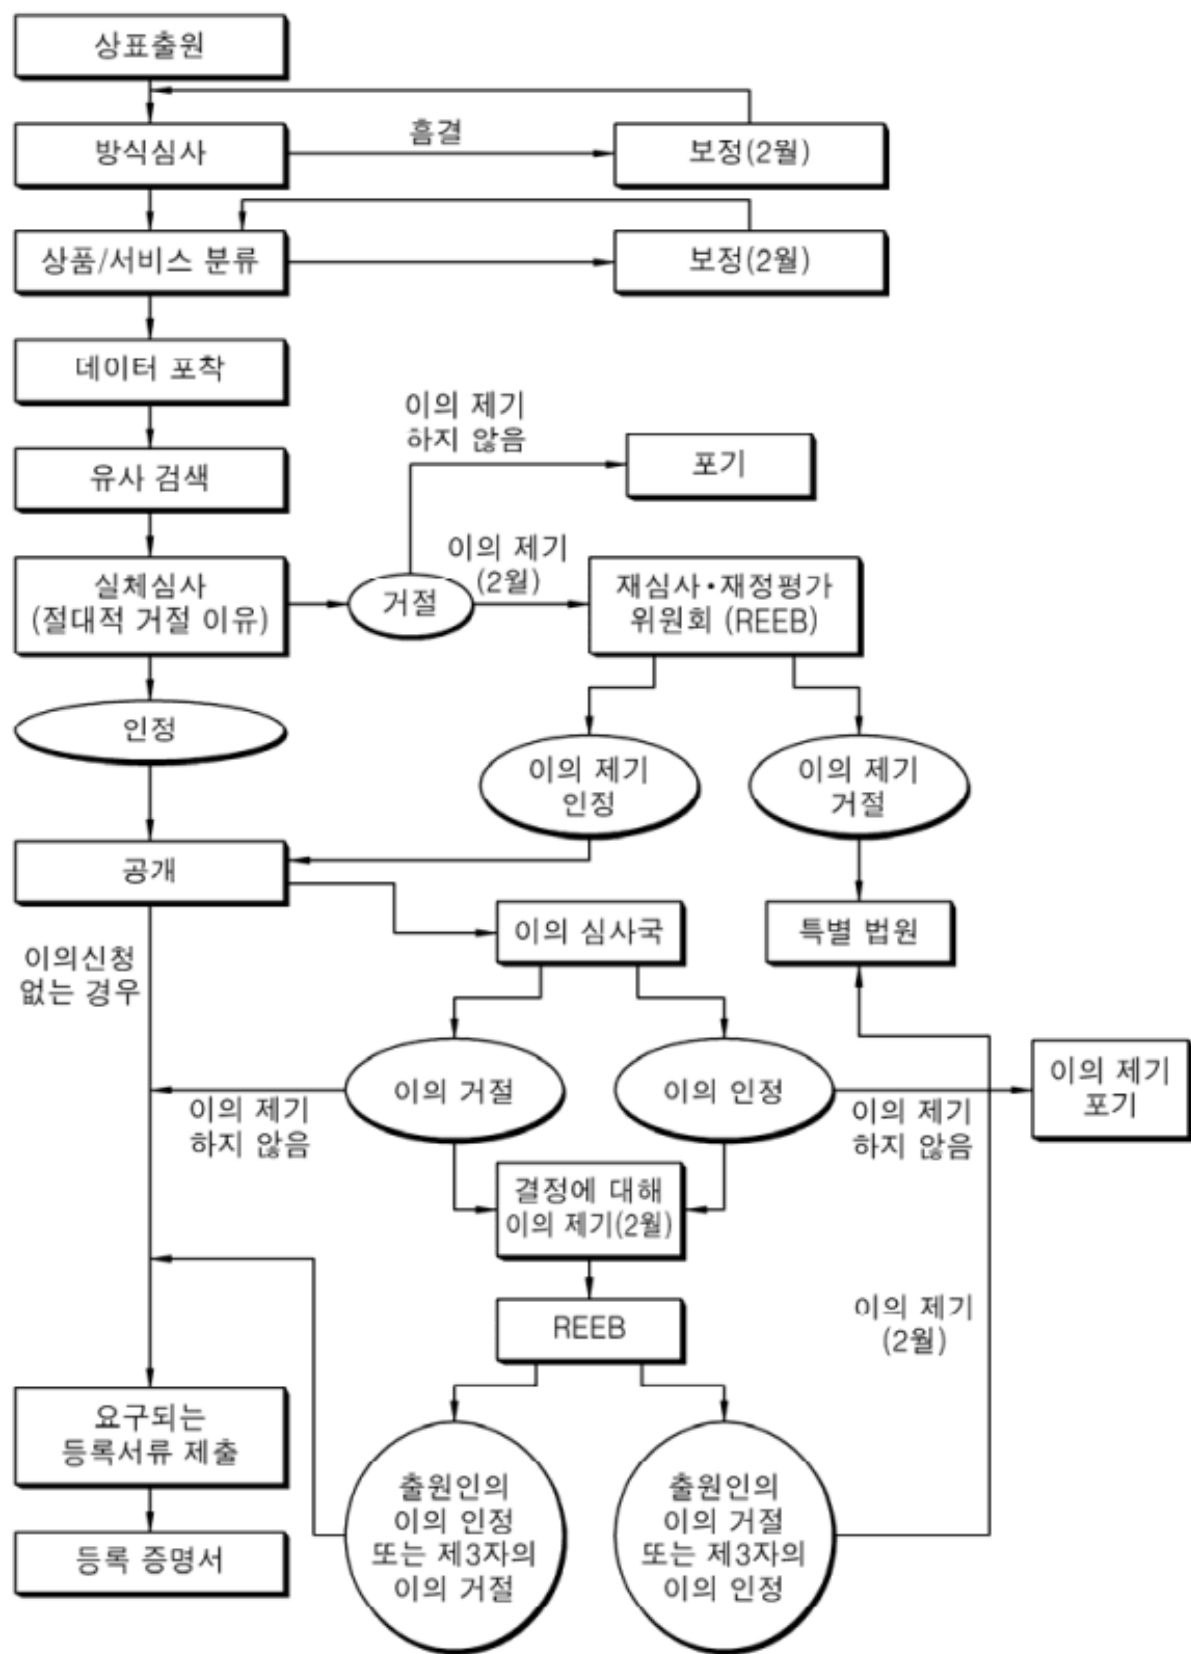 상표출원
방식심사
흠결
보정(2월)
상품/서비스 분류
보정(2월)
데이터 포착
유사 검색
이의 제기
하지 않음
포기
실체심사
(절대적 거절 이유)
거절
이의 제기
(2월)
재심사·재정평가
위원회 (REEB)
인정
이의 제기
인정
이의 제기
거절
공개
이의 심사국
특별 법원
이의신청
없는 경우
이의 거절
이의 인정
이의 제기
하지 않음
이의 제기
하지 않음
이의 제기
포기
결정에 대해
이의 제기(2월)
REEB
이의 제기
(2월)
요구되는
등록서류 제출
출원인의
이의 인정
또는 제3자의
이의 거절
출원인의
이의 거절
또는 제3자의
이의 인정
등록 증명서